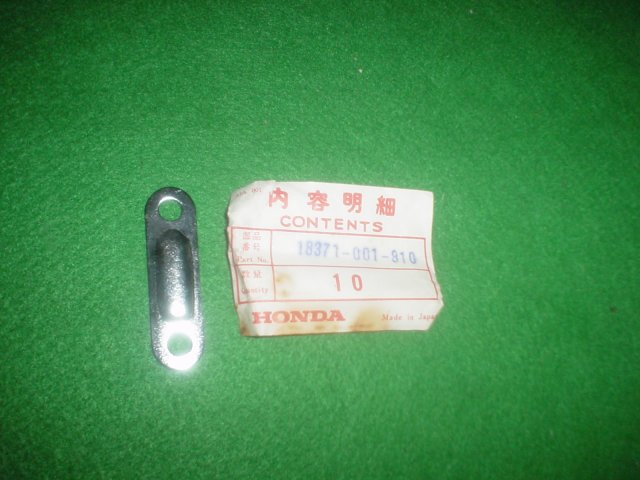 内容明細
CONTENTS
部品
番号
Part No.
18371-001-910
数量
Quantity
10
HONDA
Made in Japan